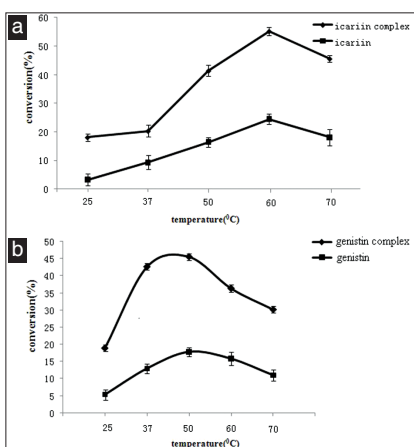 a
60
50
40
30
20
10
0
conversion(%)
icariin complex
icariin
25 37 50 60 70
temperature(⁰C)
b
50
45
40
35
30
25
20
15
10
5
0
conversion(%)
genistin complex
genistin
25 37 50 60 70
temperature(⁰C)